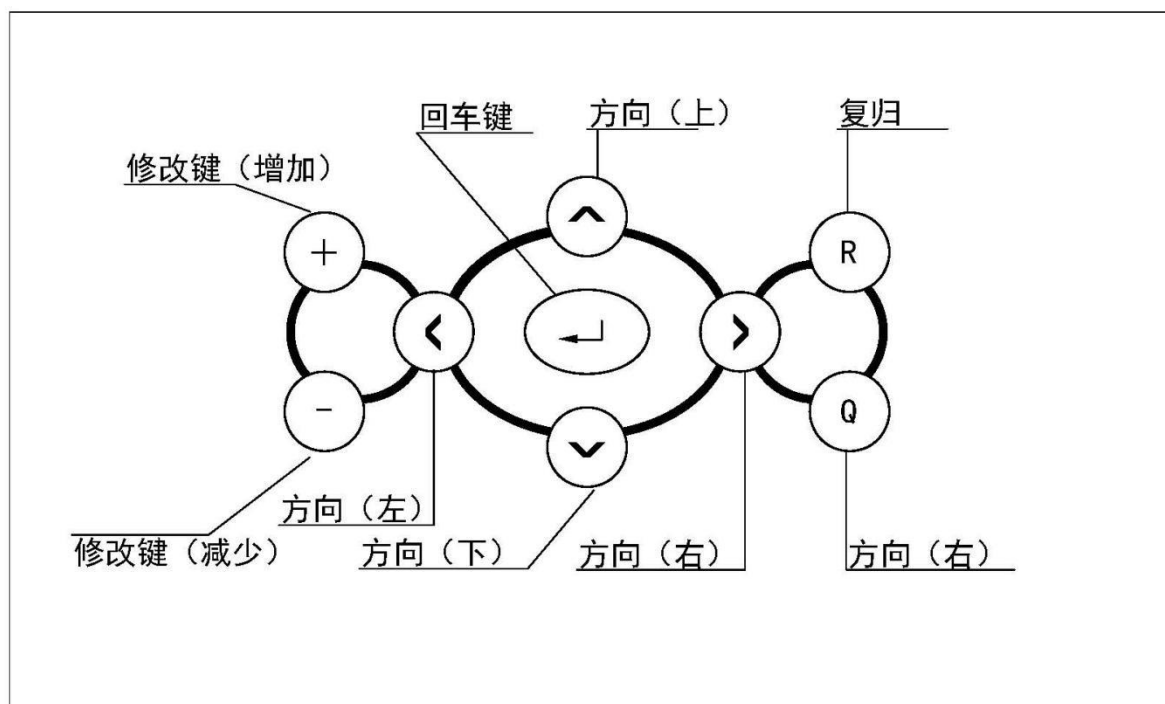 回车键
方向（上）
复归
修改键（增加）
+
R
-
Q
方向（左）
修改键（减少）
方向（下）
方向（右）
方向（右）